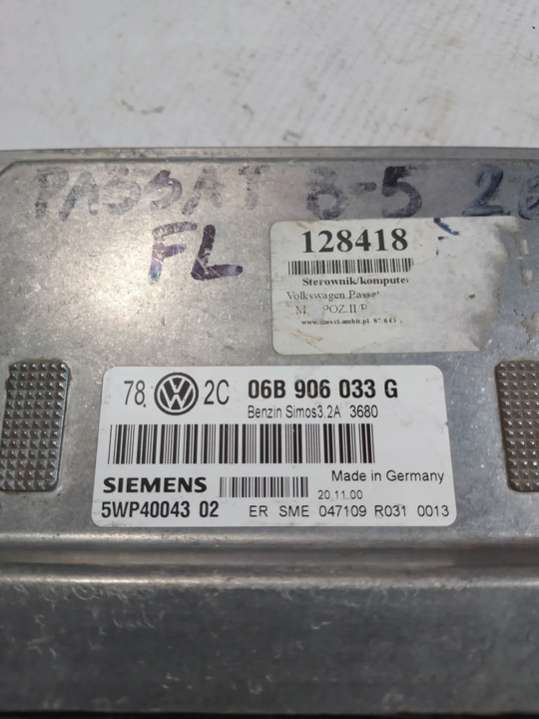 PASSAT B-5
FL
128418
Sterownik/komputer
Volkswagen Passat
M POZ.II/P
78. VW 2C 06B 906 033 G
Benzin Simos3.2A 3680
SIEMENS
Made in Germany
20.11.00
5WP40043 02 ER SME 047109 R031 0013